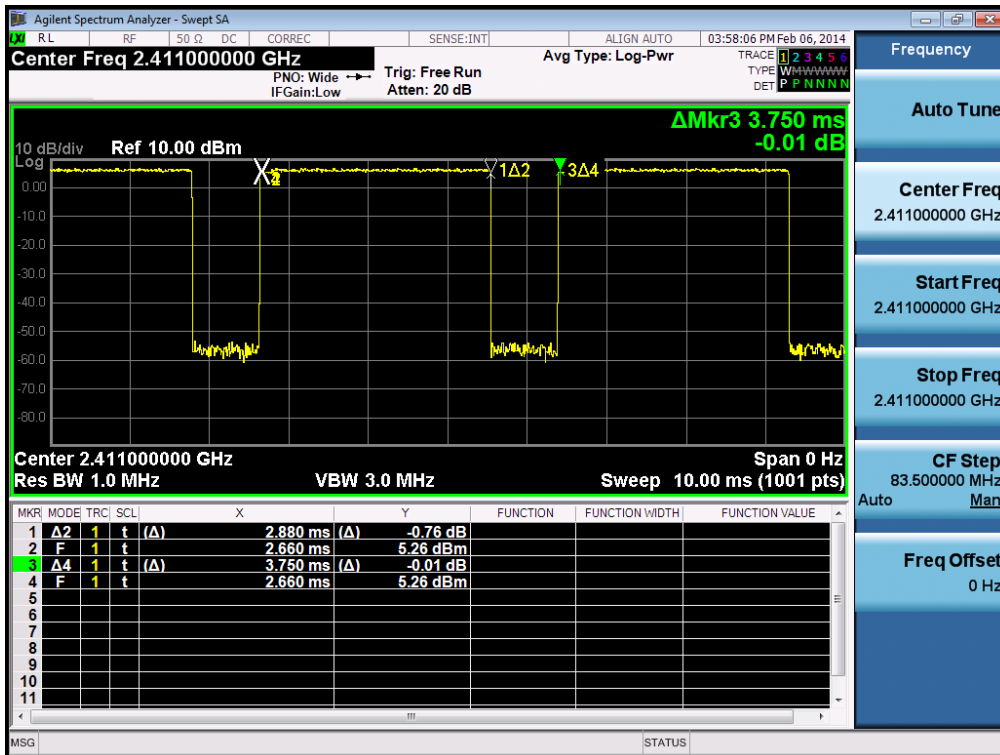 Agilent Spectrum Analyzer - Swept SA
LXI RL RF 50 Ω DC CORREC SENSE:INT ALIGN AUTO 03:58:06 PM Feb 06, 2014
Center Freq 2.411000000 GHz
PNO: Wide
IFGain:Low
Trig: Free Run
Atten: 20 dB
Avg Type: Log-Pwr
TRACE 1 2 3 4 5 6
TYPE WMWWWW
DET P P N N N N
ΔMkr3 3.750 ms
-0.01 dB
10 dB/div Ref 10.00 dBm
Log
1Δ2 3Δ4
0.00
-10.0
-20.0
-30.0
-40.0
-50.0
-60.0
-70.0
-80.0
Center 2.411000000 GHz Span 0 Hz
Res BW 1.0 MHz VBW 3.0 MHz Sweep 10.00 ms (1001 pts)
MKR MODE TRC SCL X Y FUNCTION FUNCTION WIDTH FUNCTION VALUE
1 Δ2 1 t (Δ) 2.880 ms (Δ) -0.76 dB
2 F 1 t 2.660 ms 5.26 dBm
3 Δ4 1 t (Δ) 3.750 ms (Δ) -0.01 dB
4 F 1 t 2.660 ms 5.26 dBm
5
6
7
8
9
10
11
MSG STATUS
Frequency
Auto Tune
Center Freq
2.411000000 GHz
Start Freq
2.411000000 GHz
Stop Freq
2.411000000 GHz
CF Step
83.500000 MHz
Auto Man
Freq Offset
0 Hz